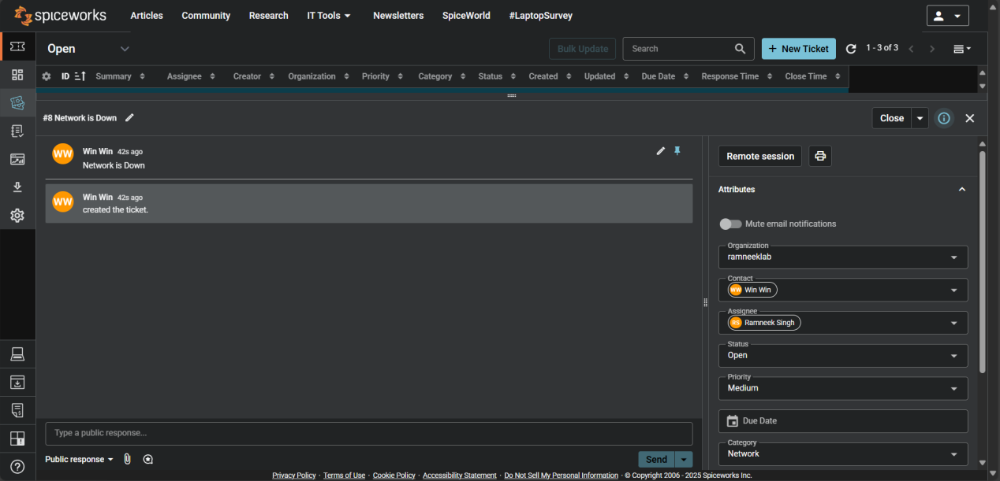 spiceworks Articles Community Research IT Tools Newsletters SpiceWorld #LaptopSurvey
Open Bulk Update Search + New Ticket 1 - 3 of 3
ID Summary Assignee Creator Organization Priority Category Status Created Updated Due Date Response Time Close Time
#8 Network is Down Close
WW Win Win 42s ago
Network is Down
WW Win Win 42s ago
created the ticket.
Remote session
Attributes
Mute email notifications
Organization
ramneeklab
Contact
WW Win Win
Assignee
RS Ramneek Singh
Status
Open
Priority
Medium
Due Date
Category
Network
Type a public response...
Public response Send
Privacy Policy · Terms of Use · Cookie Policy · Accessibility Statement · Do Not Sell My Personal Information · © Copyright 2006 - 2025 Spiceworks Inc.